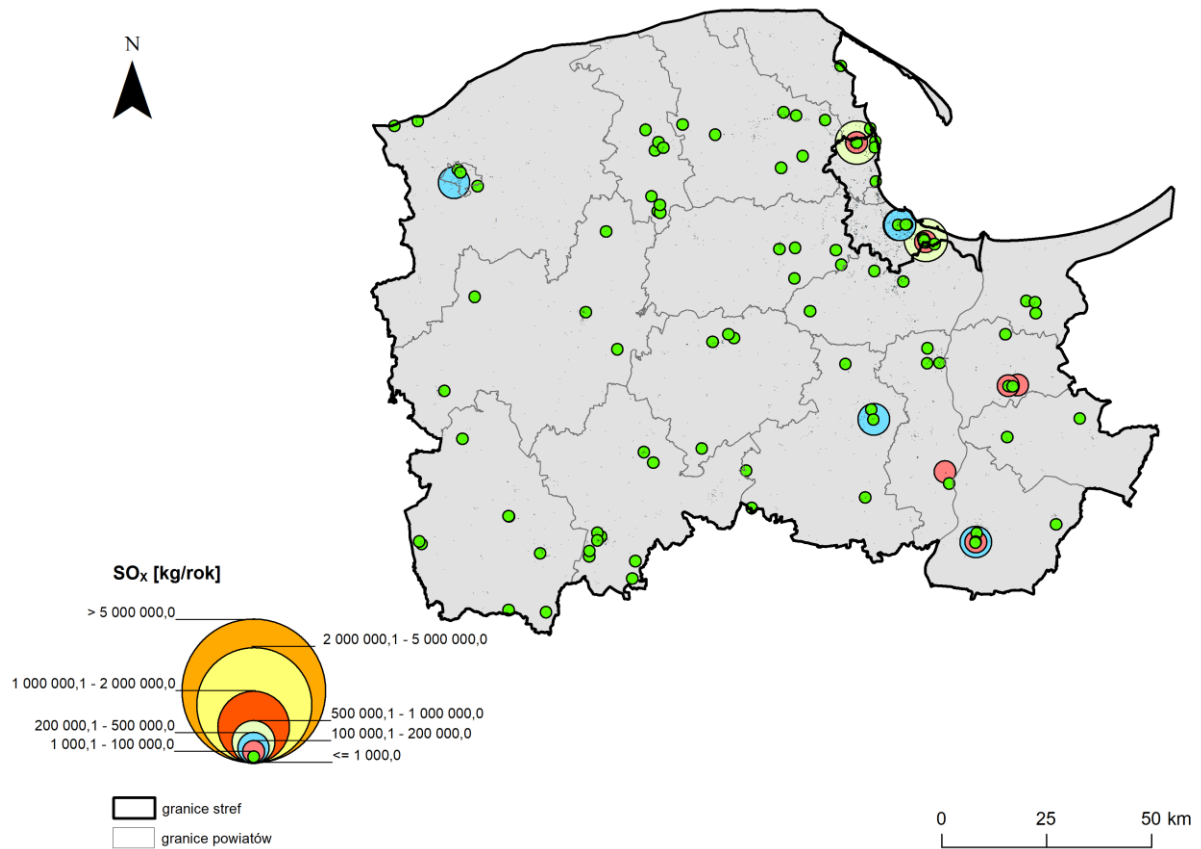 N
SOx [kg/rok]
> 5 000 000,0
2 000 000,1 - 5 000 000,0
1 000 000,1 - 2 000 000,0
500 000,1 - 1 000 000,0
200 000,1 - 500 000,0
100 000,1 - 200 000,0
1 000,1 - 100 000,0
<= 1 000,0
granice stref
granice powiatów
0 25 50 km